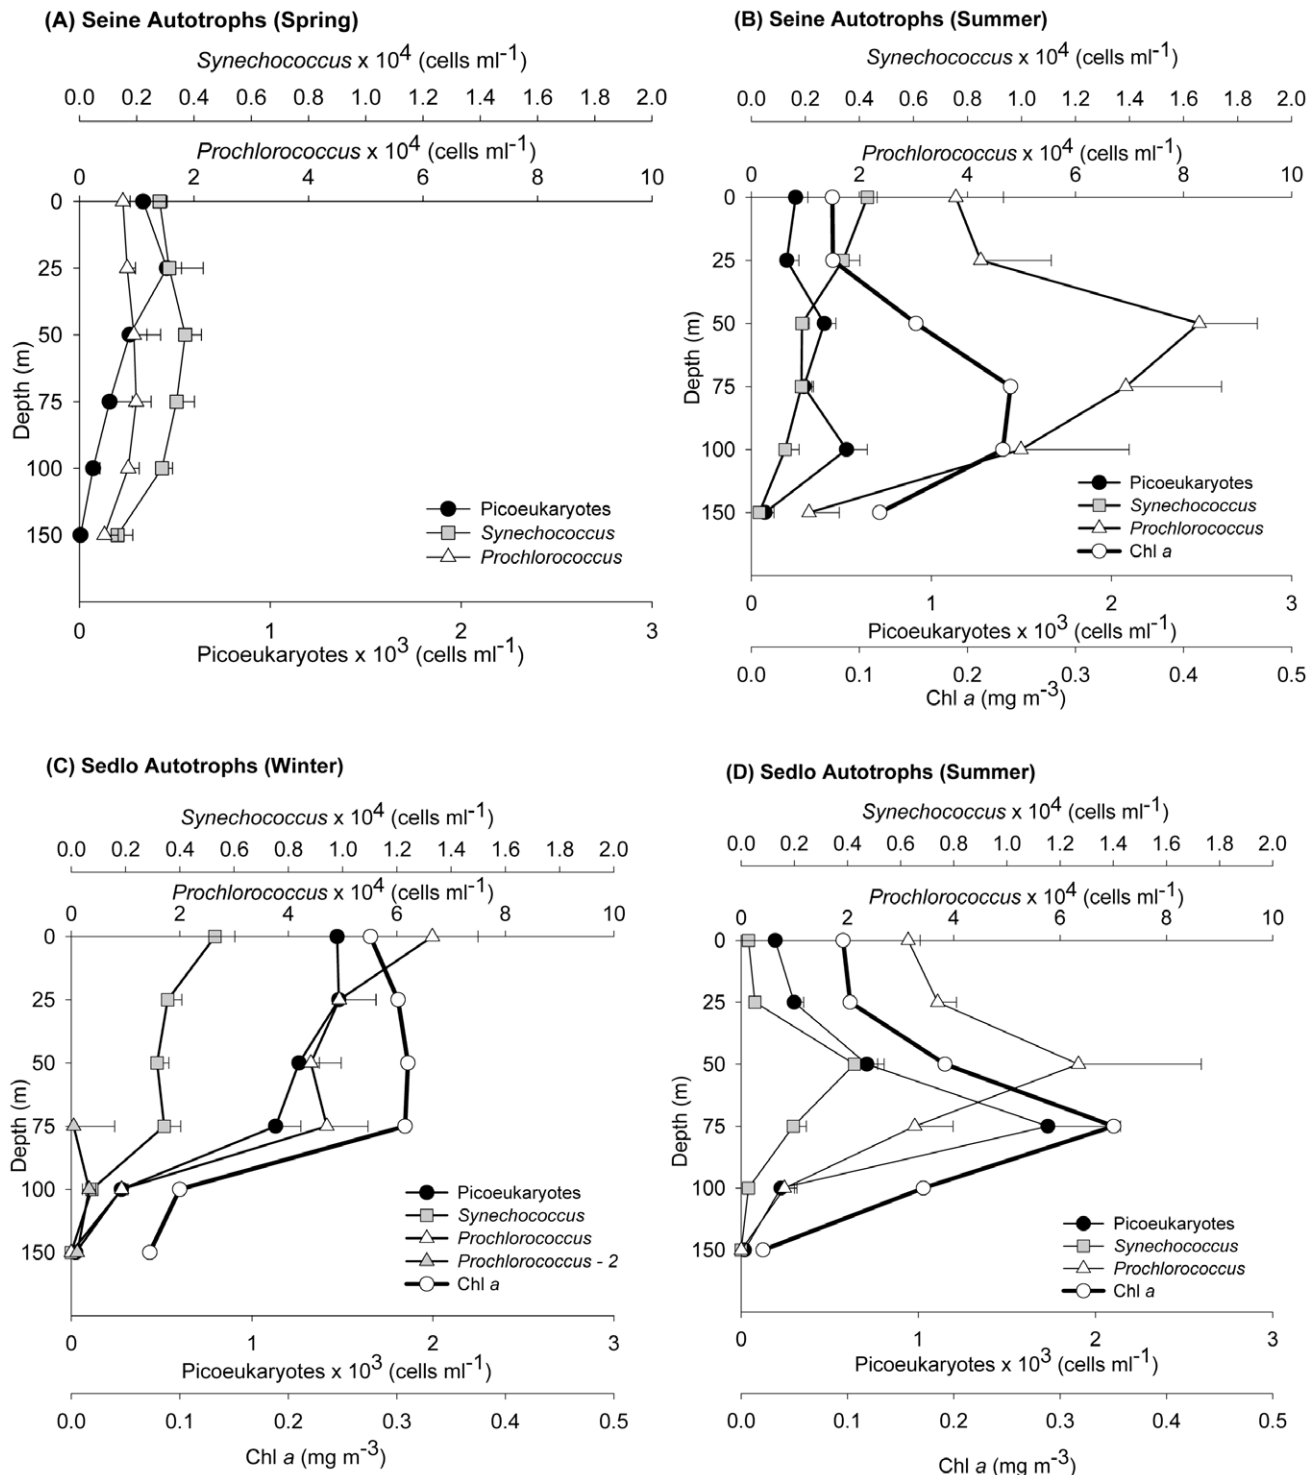 (A) Seine Autotrophs (Spring)
Synechococcus x 10^4 (cells ml^-1)
0.0 0.2 0.4 0.6 0.8 1.0 1.2 1.4 1.6 1.8 2.0
Prochlorococcus x 10^4 (cells ml^-1)
0 2 4 6 8 10
0
25
50
75
100
150
Depth (m)
Picoeukaryotes
Synechococcus
Prochlorococcus
0 1 2 3
Picoeukaryotes x 10^3 (cells ml^-1)
(B) Seine Autotrophs (Summer)
Synechococcus x 10^4 (cells ml^-1)
0.0 0.2 0.4 0.6 0.8 1.0 1.2 1.4 1.6 1.8 2.0
Prochlorococcus x 10^4 (cells ml^-1)
0 2 4 6 8 10
0
25
50
75
100
150
Depth (m)
Picoeukaryotes
Synechococcus
Prochlorococcus
Chl a
0 1 2 3
Picoeukaryotes x 10^3 (cells ml^-1)
0.0 0.1 0.2 0.3 0.4 0.5
Chl a (mg m^-3)
(C) Sedlo Autotrophs (Winter)
Synechococcus x 10^4 (cells ml^-1)
0.0 0.2 0.4 0.6 0.8 1.0 1.2 1.4 1.6 1.8 2.0
Prochlorococcus x 10^4 (cells ml^-1)
0 2 4 6 8 10
0
25
50
75
100
150
Depth (m)
Picoeukaryotes
Synechococcus
Prochlorococcus
Prochlorococcus - 2
Chl a
0 1 2 3
Picoeukaryotes x 10^3 (cells ml^-1)
0.0 0.1 0.2 0.3 0.4 0.5
Chl a (mg m^-3)
(D) Sedlo Autotrophs (Summer)
Synechococcus x 10^4 (cells ml^-1)
0.0 0.2 0.4 0.6 0.8 1.0 1.2 1.4 1.6 1.8 2.0
Prochlorococcus x 10^4 (cells ml^-1)
0 2 4 6 8 10
0
25
50
75
100
150
Depth (m)
Picoeukaryotes
Synechococcus
Prochlorococcus
Chl a
0 1 2 3
Picoeukaryotes x 10^3 (cells ml^-1)
0.0 0.1 0.2 0.3 0.4 0.5
Chl a (mg m^-3)